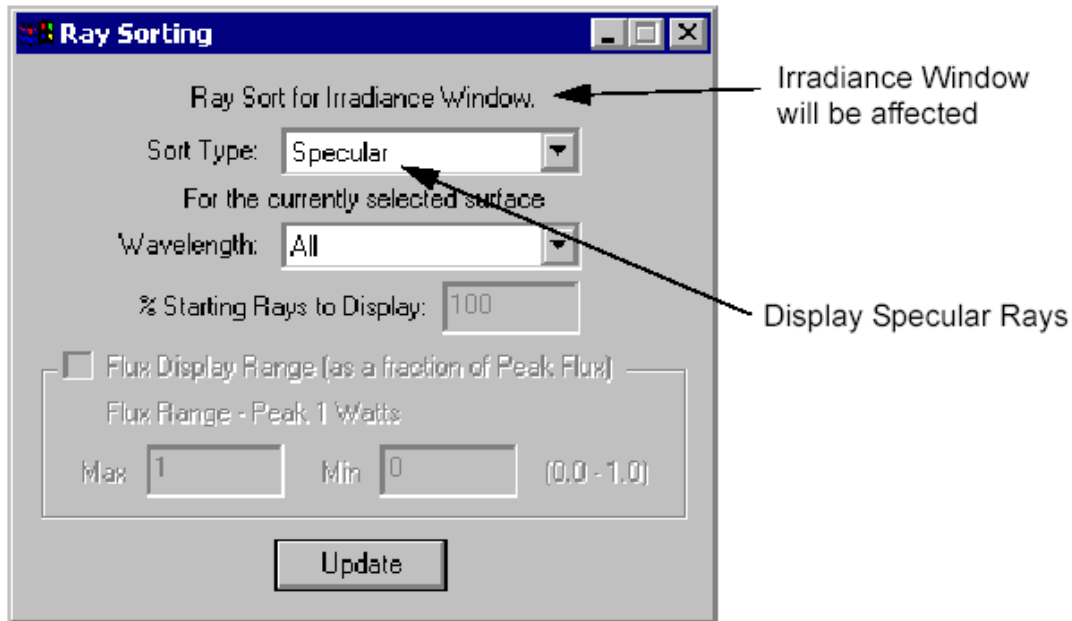 Ray Sorting
Ray Sort for Irradiance Window.
Irradiance Window
will be affected
Sort Type: Specular
For the currently selected surface
Wavelength: All
% Starting Rays to Display: 100
Display Specular Rays
Flux Display Range (as a fraction of Peak Flux)
Flux Range - Peak 1 Watts
Max 1 Min 0 (0.0 - 1.0)
Update